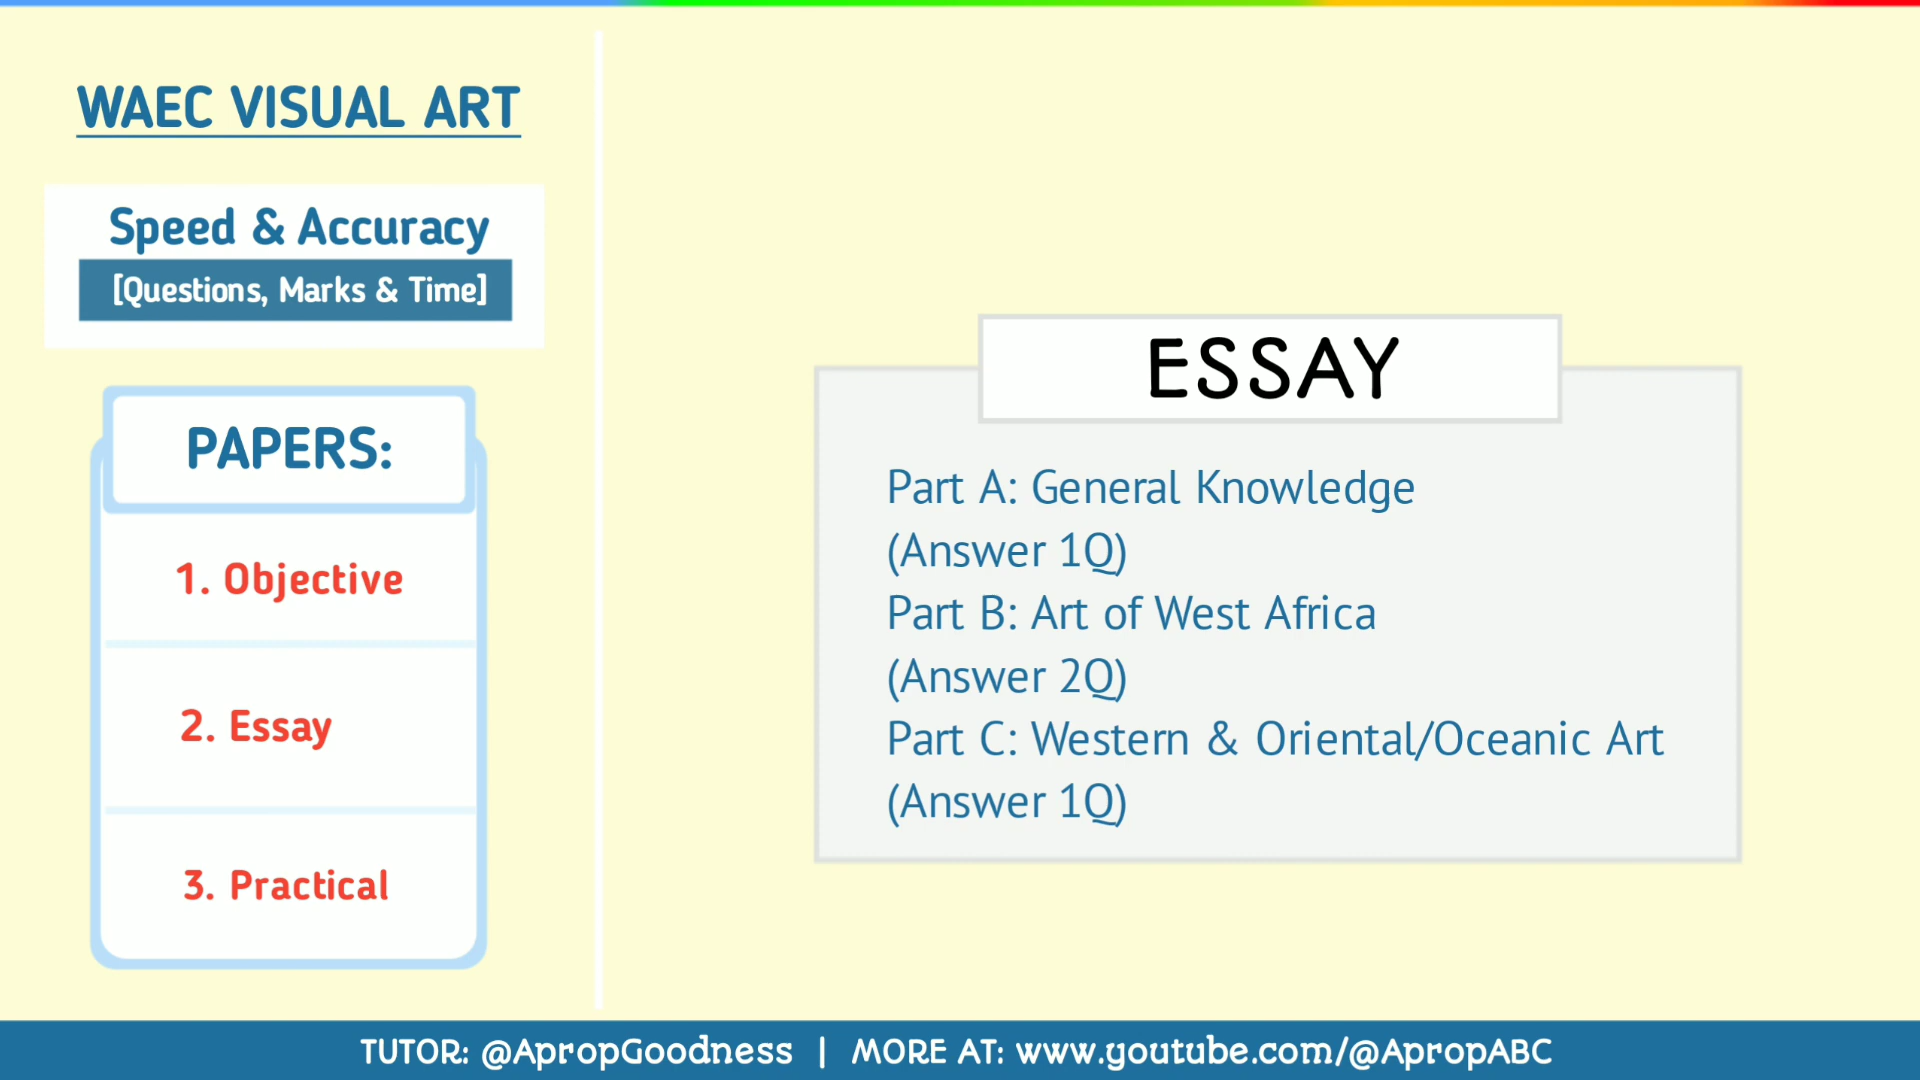 WAEC VISUAL ART
Speed & Accuracy
[Questions, Marks & Time]
PAPERS:
1. Objective
2. Essay
3. Practical
ESSAY
Part A: General Knowledge
(Answer 1Q)
Part B: Art of West Africa
(Answer 2Q)
Part C: Western & Oriental/Oceanic Art
(Answer 1Q)
TUTOR: @ApropGoodness | MORE AT: www.youtube.com/@ApropABC